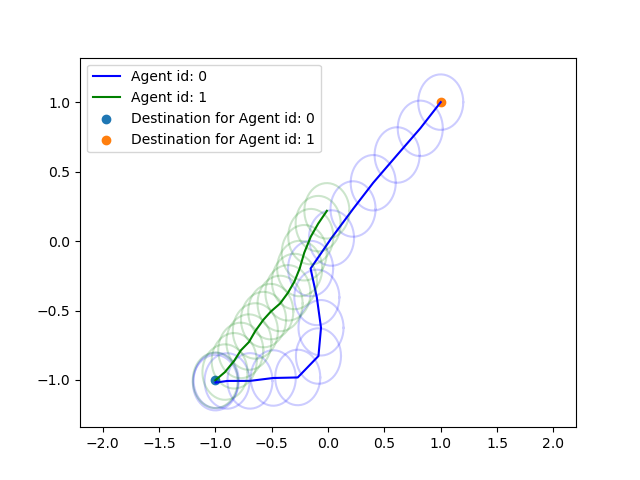 Agent id: 0
Agent id: 1
Destination for Agent id: 0
Destination for Agent id: 1
1.0
0.5
0.0
−0.5
−1.0
−2.0 −1.5 −1.0 −0.5 0.0 0.5 1.0 1.5 2.0